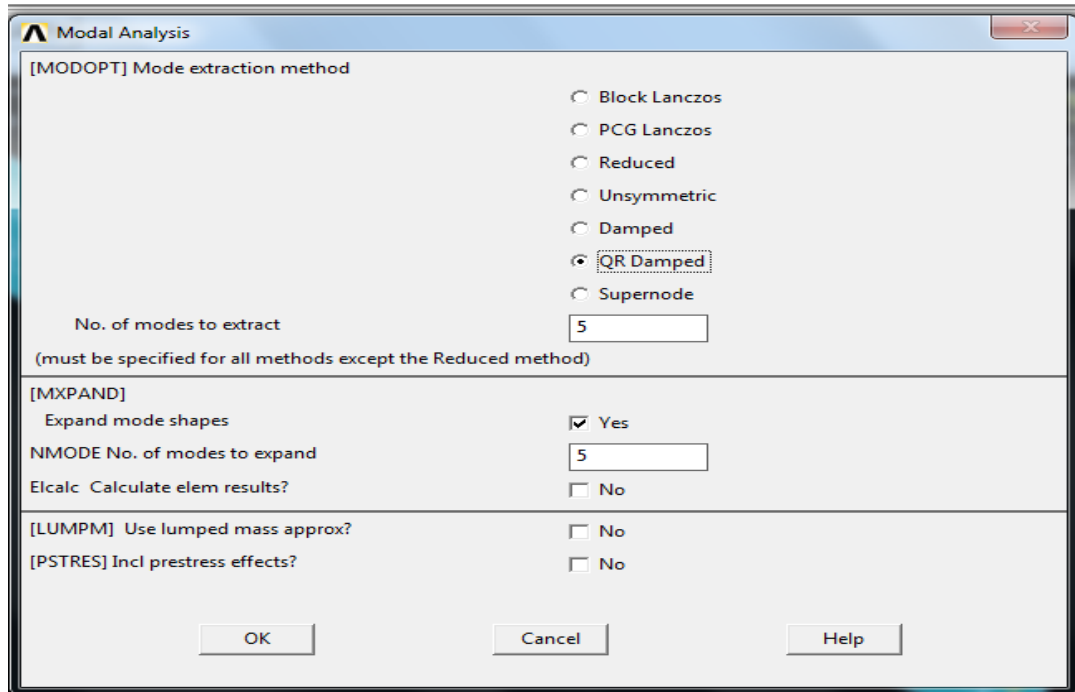 Modal Analysis
[MODOPT] Mode extraction method
Block Lanczos
PCG Lanczos
Reduced
Unsymmetric
Damped
QR Damped
Supernode
No. of modes to extract 5
(must be specified for all methods except the Reduced method)
[MXPAND]
Expand mode shapes Yes
NMODE No. of modes to expand 5
Elcalc Calculate elem results? No
[LUMPM] Use lumped mass approx? No
[PSTRES] Incl prestress effects? No
OK Cancel Help